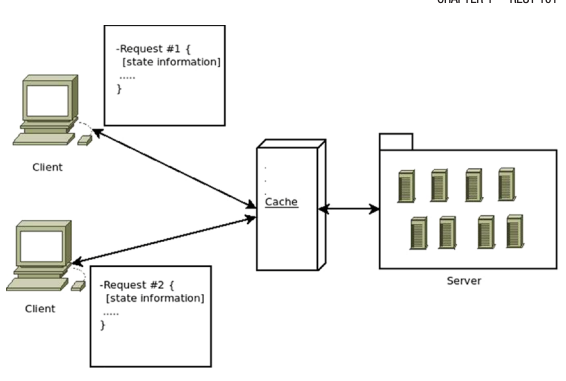 CHAPTER 1 REST 101
-Request #1 {
[state information]
.....
}
Client
.
.
.
Cache
Server
Client
-Request #2 {
[state information]
.....
}